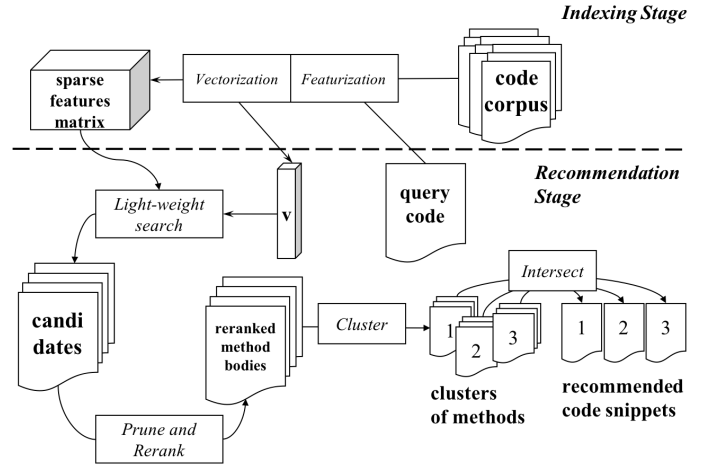 Indexing Stage
sparse
features
matrix
Vectorization
Featurization
code
corpus
Recommendation
Stage
Light-weight
search
v
query
code
candi
dates
reranked
method
bodies
Cluster
Intersect
1
2
3
1
2
3
clusters
of methods
recommended
code snippets
Prune and
Rerank